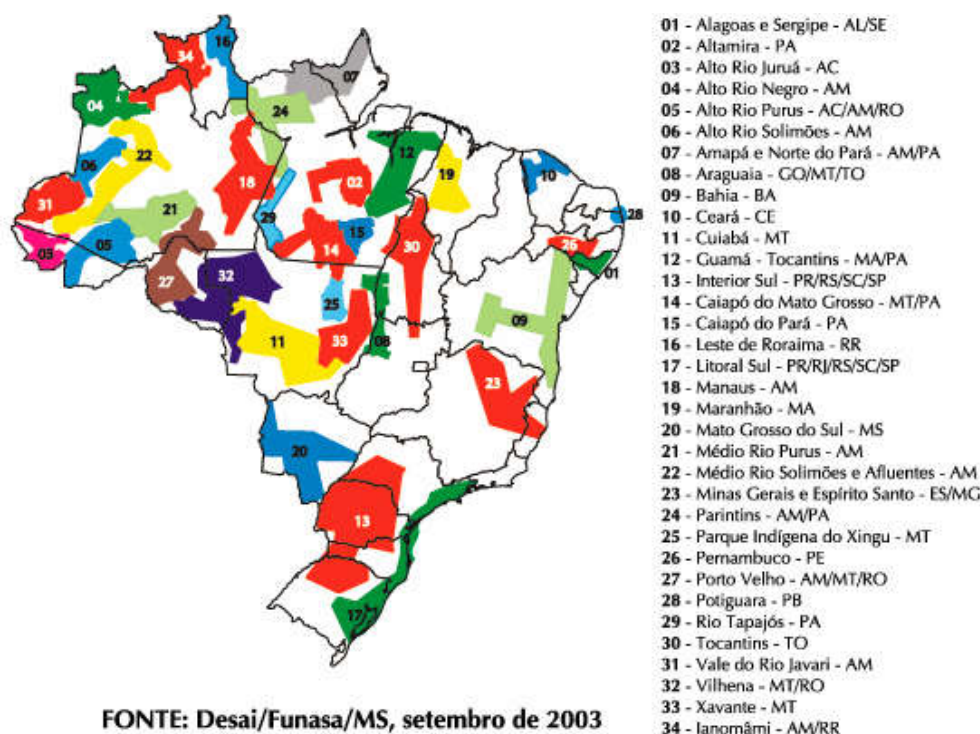 34
16
07
04
24
12
22
06
10
19
18
02
31
21
29
28
15
30
26
14
03
05
01
32
27
25
09
11
33
08
23
20
13
17
01 - Alagoas e Sergipe - AL/SE
02 - Altamira - PA
03 - Alto Rio Juruá - AC
04 - Alto Rio Negro - AM
05 - Alto Rio Purus - AC/AM/RO
06 - Alto Rio Solimões - AM
07 - Amapá e Norte do Pará - AM/PA
08 - Araguaia - GO/MT/TO
09 - Bahia - BA
10 - Ceará - CE
11 - Cuiabá - MT
12 - Guamá - Tocantins - MA/PA
13 - Interior Sul - PR/RS/SC/SP
14 - Caiapó do Mato Grosso - MT/PA
15 - Caiapó do Pará - PA
16 - Leste de Roraima - RR
17 - Litoral Sul - PR/RJ/RS/SC/SP
18 - Manaus - AM
19 - Maranhão - MA
20 - Mato Grosso do Sul - MS
21 - Médio Rio Purus - AM
22 - Médio Rio Solimões e Afluentes - AM
23 - Minas Gerais e Espírito Santo - ES/MG
24 - Parintins - AM/PA
25 - Parque Indígena do Xingu - MT
26 - Pernambuco - PE
27 - Porto Velho - AM/MT/RO
28 - Potiguara - PB
29 - Rio Tapajós - PA
30 - Tocantins - TO
31 - Vale do Rio Javari - AM
32 - Vilhena - MT/RO
33 - Xavante - MT
34 - Ianomâmi - AM/RR
FONTE: Desai/Funasa/MS, setembro de 2003